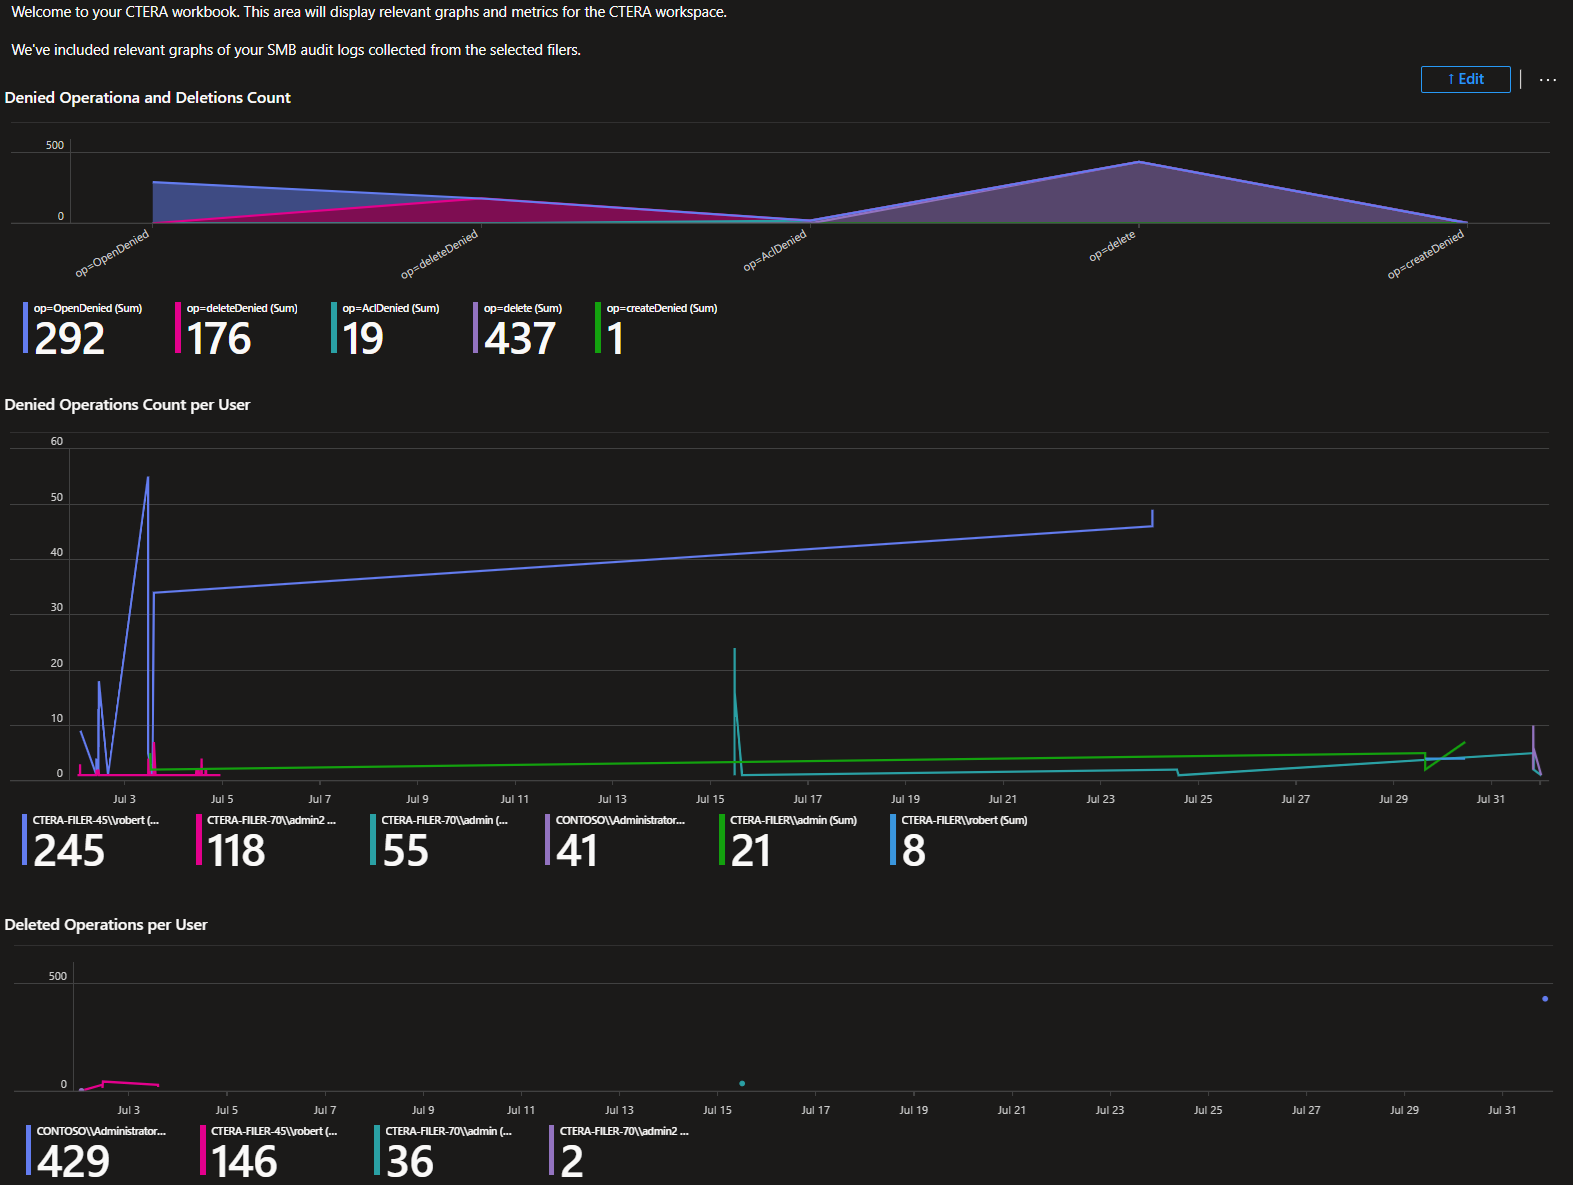 Welcome to your CTERA workbook. This area will display relevant graphs and metrics for the CTERA workspace.
We've included relevant graphs of your SMB audit logs collected from the selected filers.
↑ Edit
Denied Operationa and Deletions Count
500
0
op=OpenDenied
op=deleteDenied
op=AclDenied
op=delete
op=createDenied
op=OpenDenied (Sum)
292
op=deleteDenied (Sum)
176
op=AclDenied (Sum)
19
op=delete (Sum)
437
op=createDenied (Sum)
1
Denied Operations Count per User
60
50
40
30
20
10
0
Jul 3
Jul 5
Jul 7
Jul 9
Jul 11
Jul 13
Jul 15
Jul 17
Jul 19
Jul 21
Jul 23
Jul 25
Jul 27
Jul 29
Jul 31
CTERA-FILER-45\\robert (...
245
CTERA-FILER-70\\admin2 ...
118
CTERA-FILER-70\\admin (...
55
CONTOSO\\Administrator...
41
CTERA-FILER\\admin (Sum)
21
CTERA-FILER\\robert (Sum)
8
Deleted Operations per User
500
0
Jul 3
Jul 5
Jul 7
Jul 9
Jul 11
Jul 13
Jul 15
Jul 17
Jul 19
Jul 21
Jul 23
Jul 25
Jul 27
Jul 29
Jul 31
CONTOSO\\Administrator...
429
CTERA-FILER-45\\robert (...
146
CTERA-FILER-70\\admin (...
36
CTERA-FILER-70\\admin2 ...
2